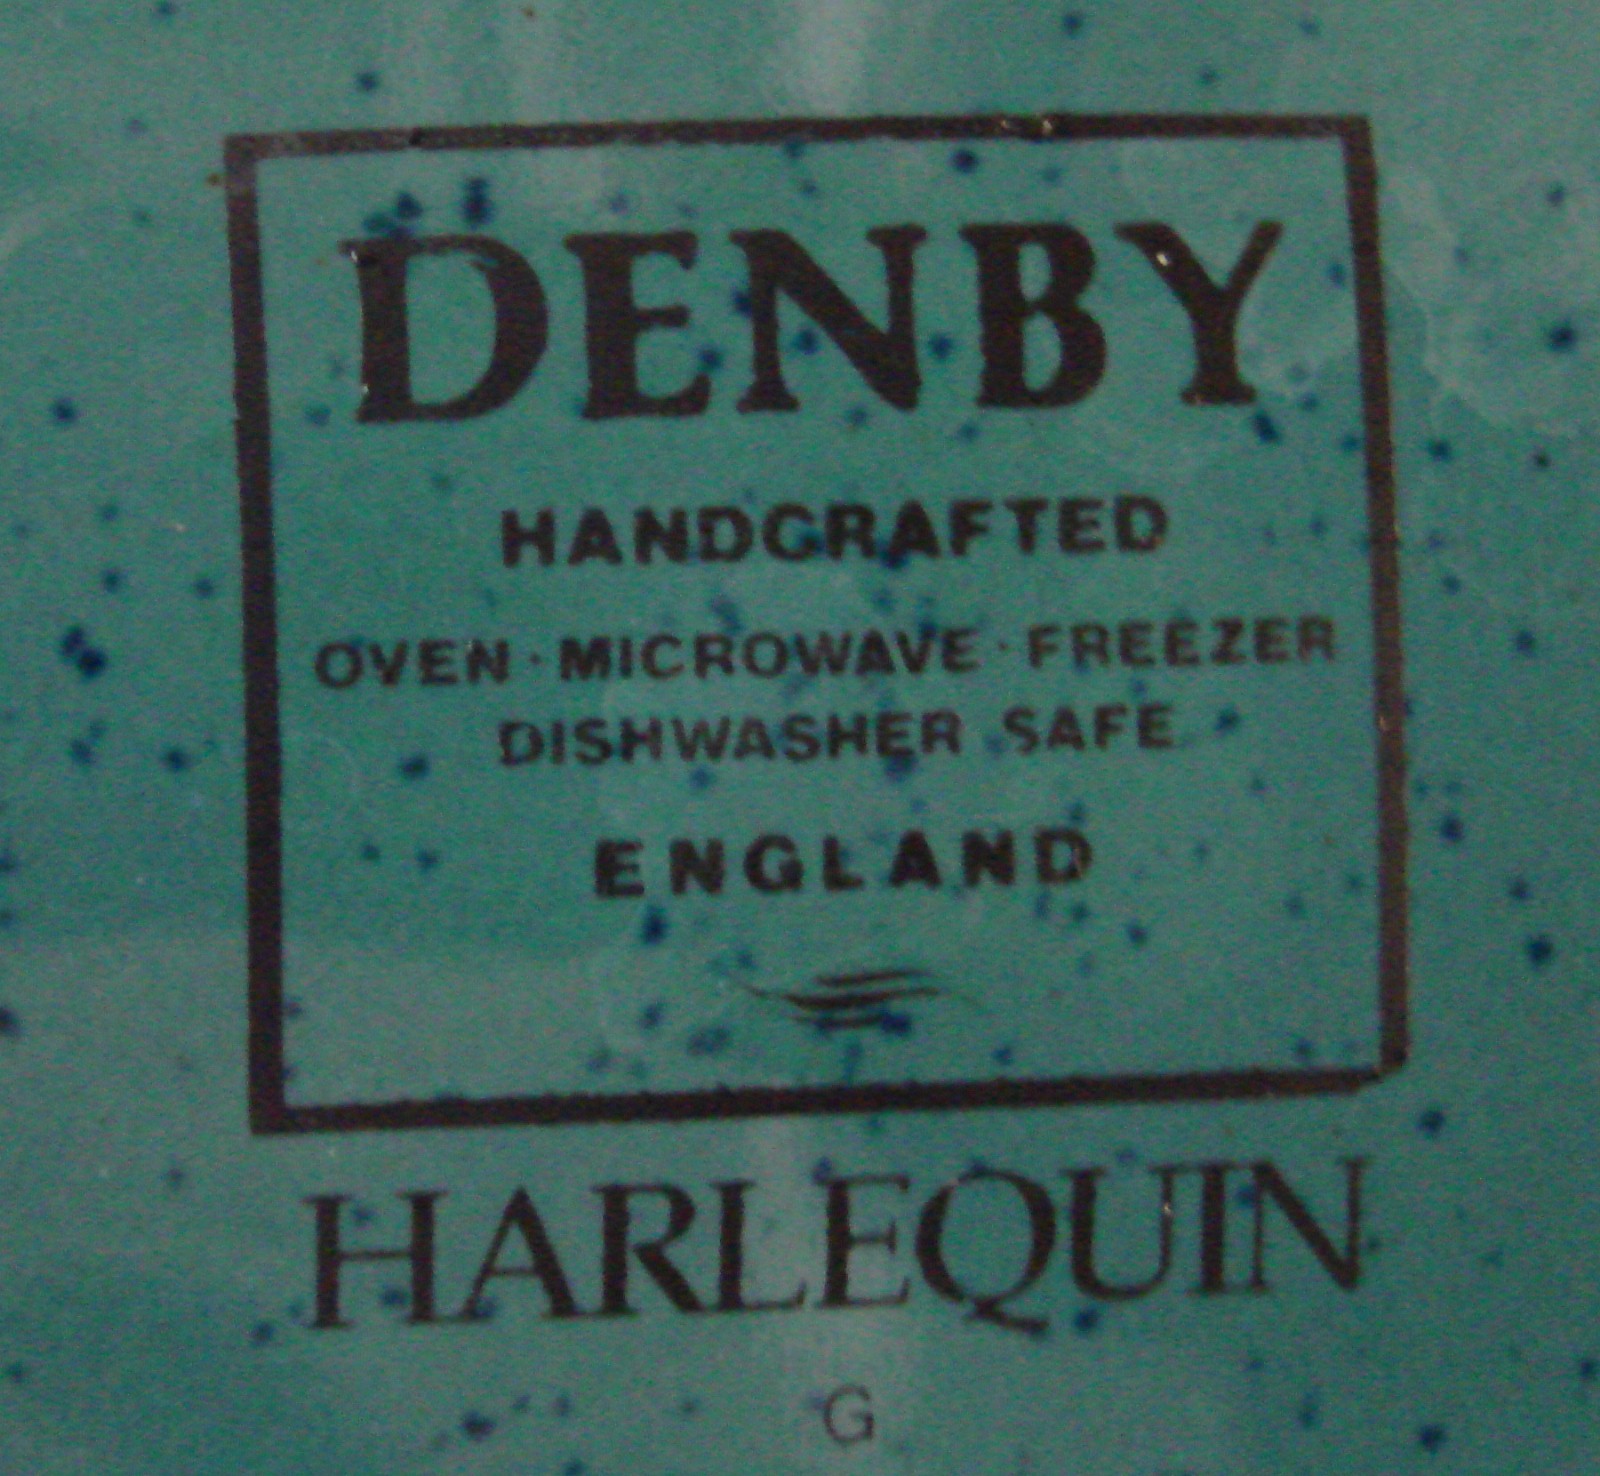 DENBY
HANDCRAFTED
OVEN · MICROWAVE · FREEZER
DISHWASHER SAFE
ENGLAND
HARLEQUIN
G